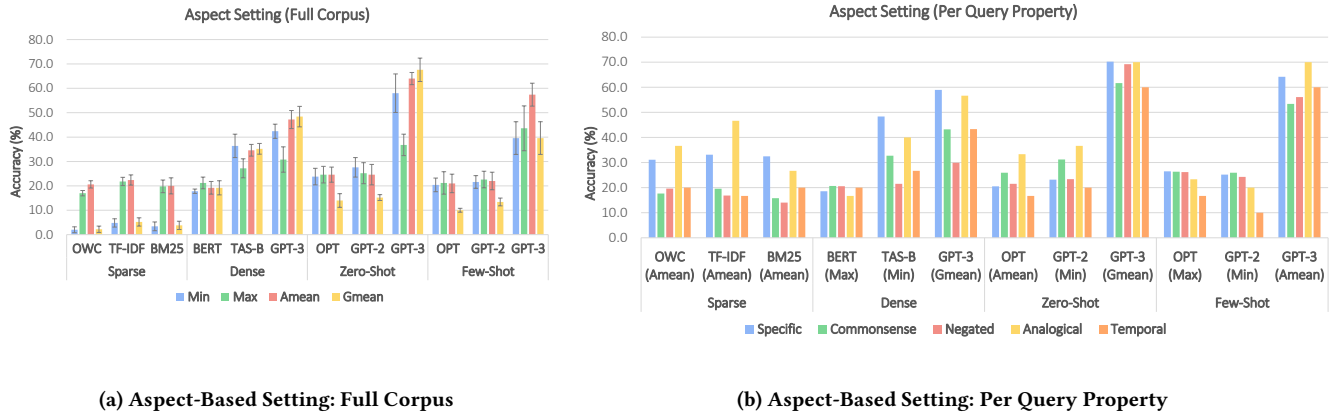 Aspect Setting (Full Corpus)
Accuracy (%)
80.0
70.0
60.0
50.0
40.0
30.0
20.0
10.0
0.0
OWC TF-IDF BM25 BERT TAS-B GPT-3 OPT GPT-2 GPT-3 OPT GPT-2 GPT-3
Sparse Dense Zero-Shot Few-Shot
Min Max Amean Gmean
(a) Aspect-Based Setting: Full Corpus
Aspect Setting (Per Query Property)
Accuracy (%)
80.0
70.0
60.0
50.0
40.0
30.0
20.0
10.0
0.0
OWC TF-IDF BM25 BERT TAS-B GPT-3 OPT GPT-2 GPT-3 OPT GPT-2 GPT-3
(Amean) (Amean) (Amean) (Max) (Min) (Gmean) (Amean) (Min) (Gmean) (Max) (Min) (Amean)
Sparse Dense Zero-Shot Few-Shot
Specific Commonsense Negated Analogical Temporal
(b) Aspect-Based Setting: Per Query Property